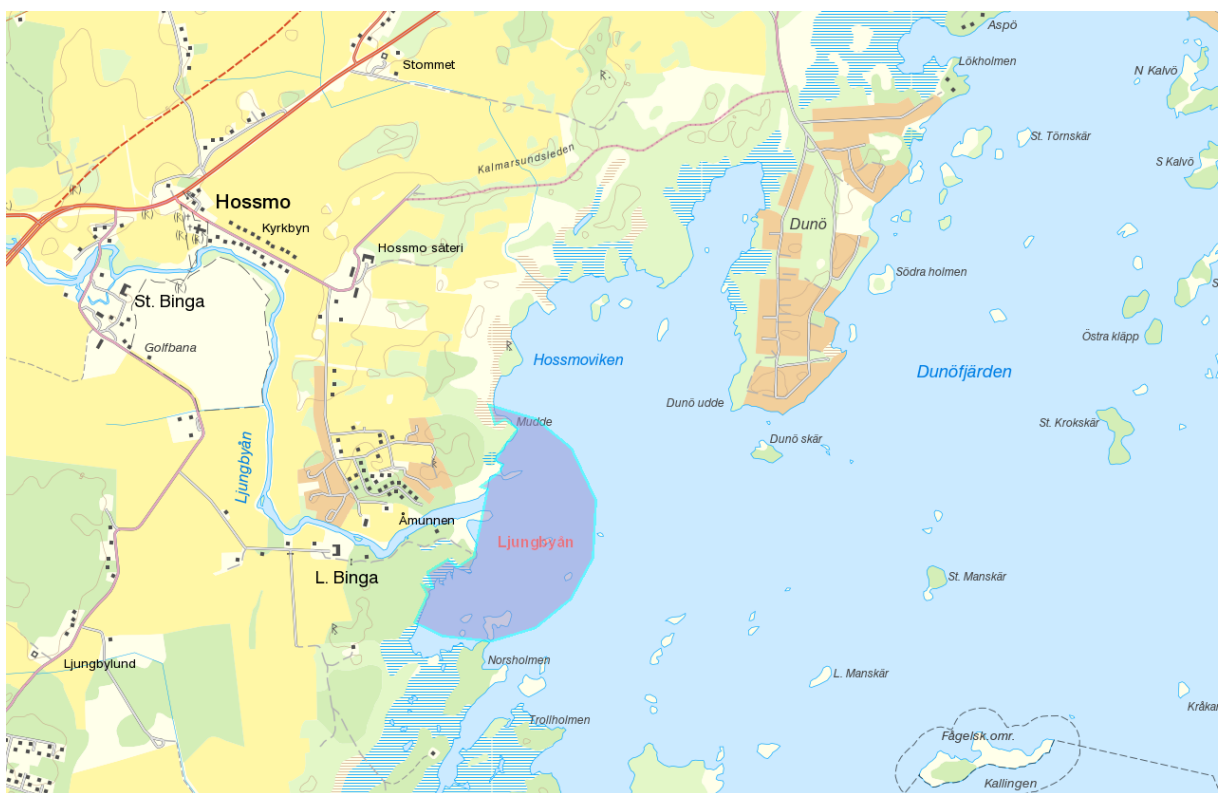 Aspö
Stommet
Lökholmen
N Kalvö
R.
St. Törnskär
Kalmarsundsleden
S Kalvö
(R)
Hossmo
(K)
(R)
Kyrkbyn
Dunö
(R)
(R)
Hossmo säteri
Södra holmen
S
R
St. Binga
Östra kläpp
Golfbana
R
Hossmoviken
Dunöfjärden
Dunö udde
Mudde
St. Krokskär
Dunö skär
Ljungbyån
R
Åmunnen
Ljungbyån
L. Binga
St. Manskär
R
Ljungbylund
Norsholmen
L. Manskär
Kråkar
Trollholmen
Fågelsk.omr.
Kallingen